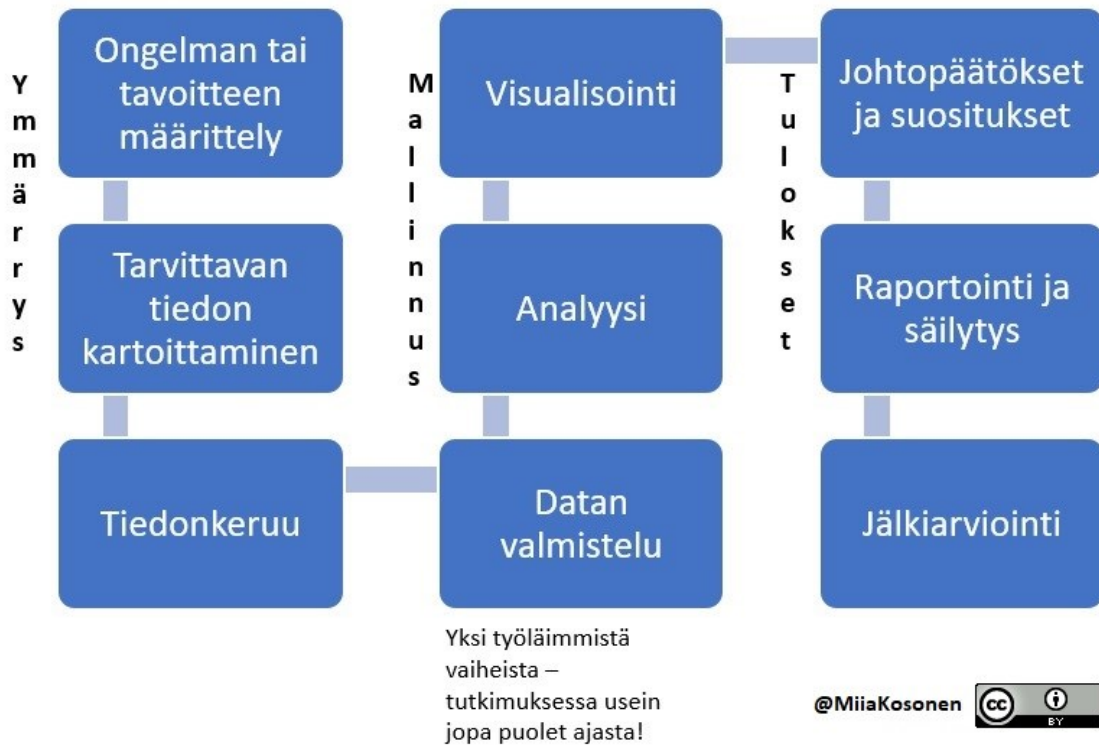 Ymmärrys
Ongelman tai
tavoitteen
määrittely
Tarvittavan
tiedon
kartoittaminen
Tiedonkeruu
Mallinnus
Datan
valmistelu
Yksi työläimmistä
vaiheista –
tutkimuksessa usein
jopa puolet ajasta!
Analyysi
Visualisointi
Tulokset
Johtopäätökset
ja suositukset
Raportointi ja
säilytys
Jälkiarviointi
@MiiaKosonen
cc
BY